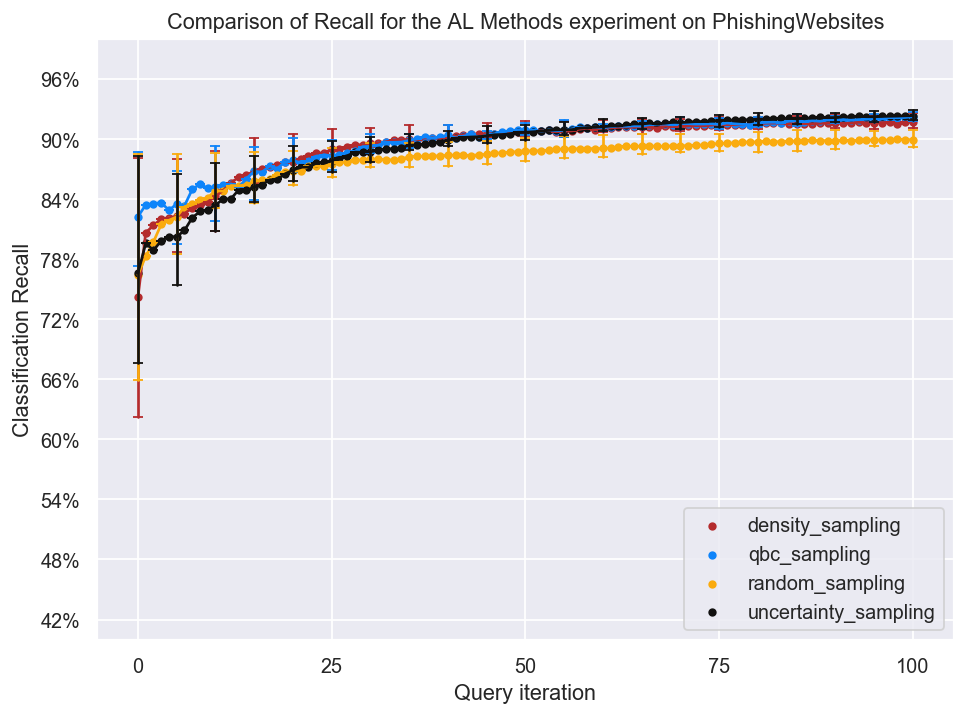 Comparison of Recall for the AL Methods experiment on PhishingWebsites
96%
90%
84%
78%
72%
66%
60%
54%
48%
42%
Classification Recall
0
25
50
75
100
Query iteration
density_sampling
qbc_sampling
random_sampling
uncertainty_sampling